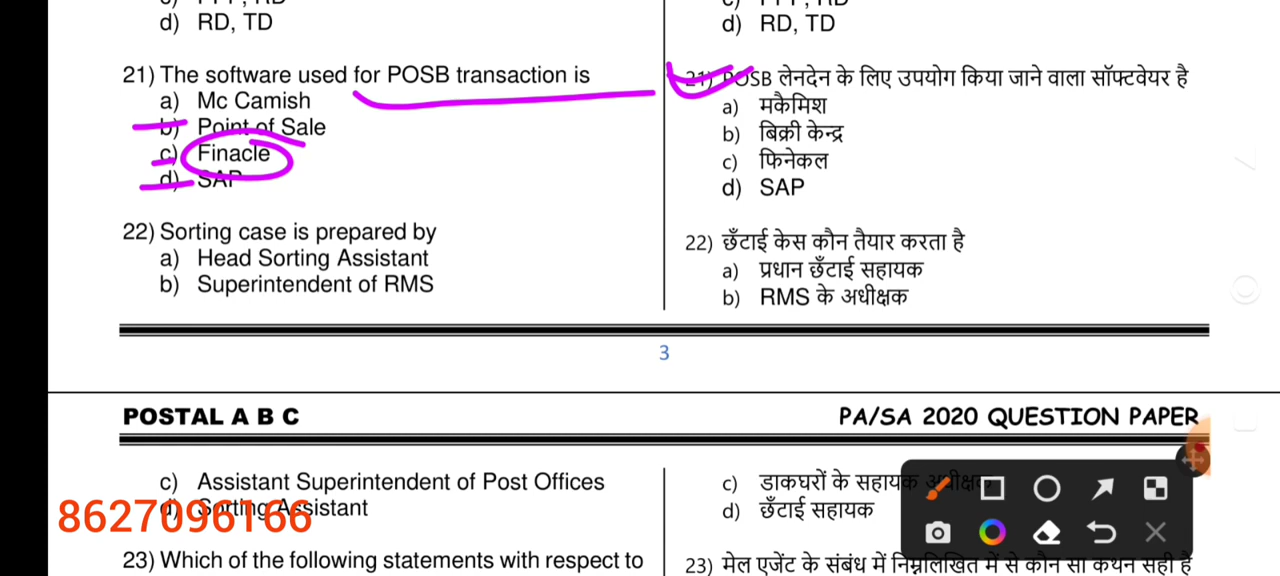 d) RD, TD
21) The software used for POSB transaction is
a) Mc Camish
b) Point of Sale
c) Finacle
d) SAP
22) Sorting case is prepared by
a) Head Sorting Assistant
b) Superintendent of RMS
d) RD, TD
21) POSB लेनदेन के लिए उपयोग किया जाने वाला सॉफ्टवेयर है
a) मकैमिश
b) बिक्री केन्द्र
c) फिनेकल
d) SAP
22) छँटाई केस कौन तैयार करता है
a) प्रधान छँटाई सहायक
b) RMS के अधीक्षक
3
POSTAL A B C
PA/SA 2020 QUESTION PAPER
c) Assistant Superintendent of Post Offices
d) Sorting Assistant
8627096166
23) Which of the following statements with respect to
c) डाकघरों के सहायक अधीक्षक
d) छँटाई सहायक
23) मेल एजेंट के संबंध में निम्नलिखित में से कौन सा कथन सही है